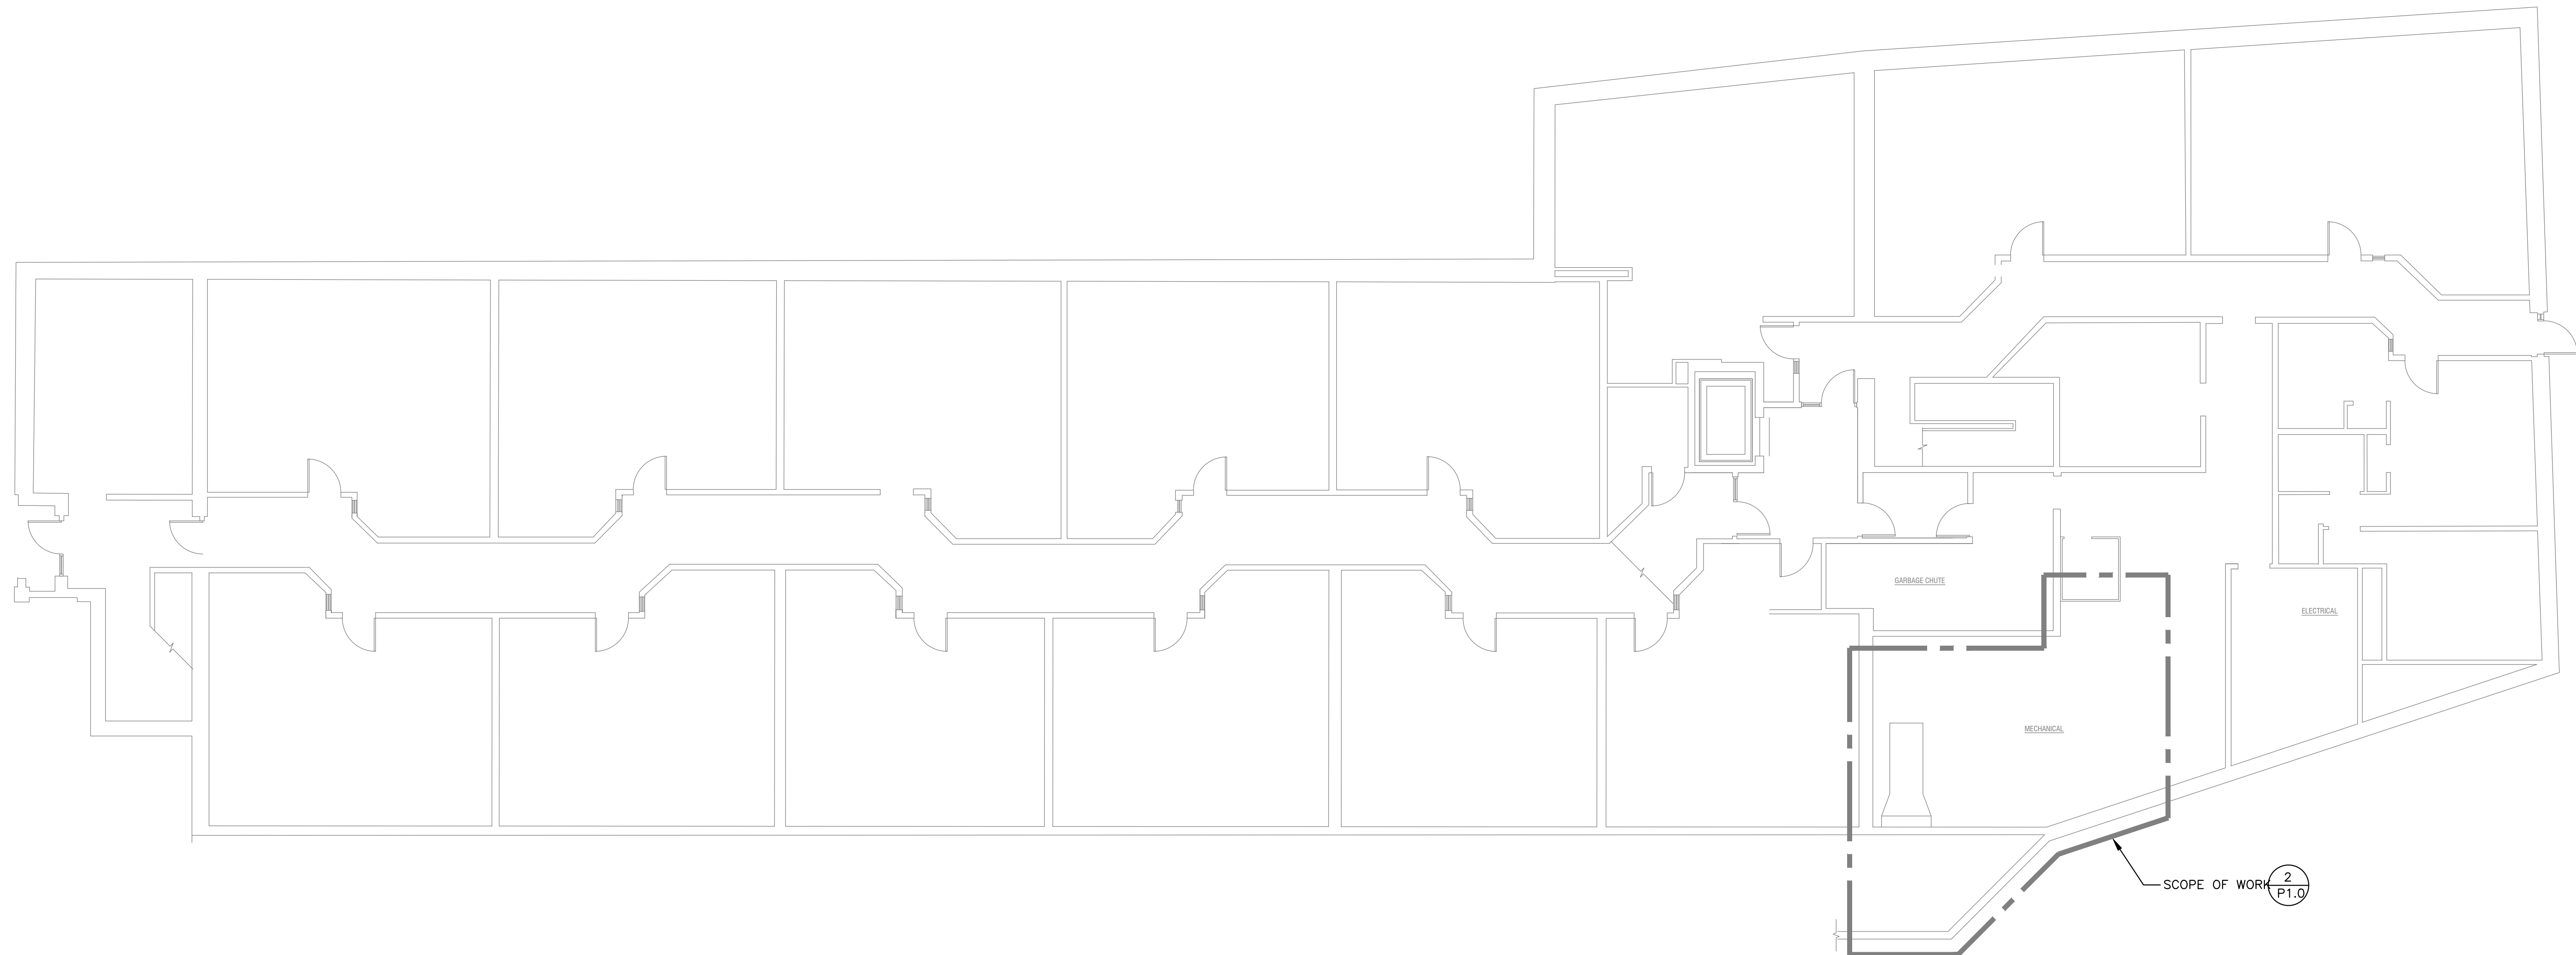 GARBAGE CHUTE
ELECTRICAL
MECHANICAL
SCOPE OF WORK
2
P1.0